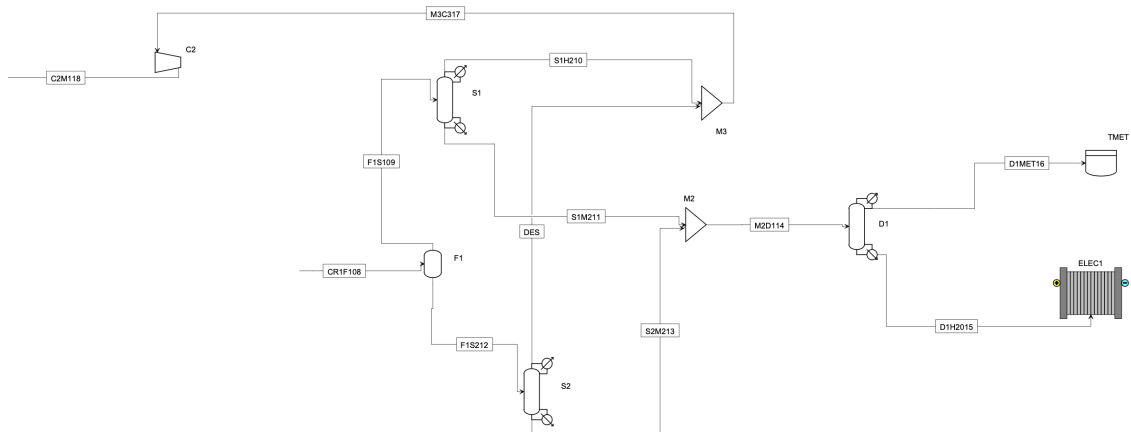 M3C317
C2
C2M118
S1H210
S1
M3
TMET
F1S109
D1MET16
M2
S1M211
DES
M2D114
D1
F1
CR1F108
ELEC1
S2M213
D1H2015
F1S212
S2